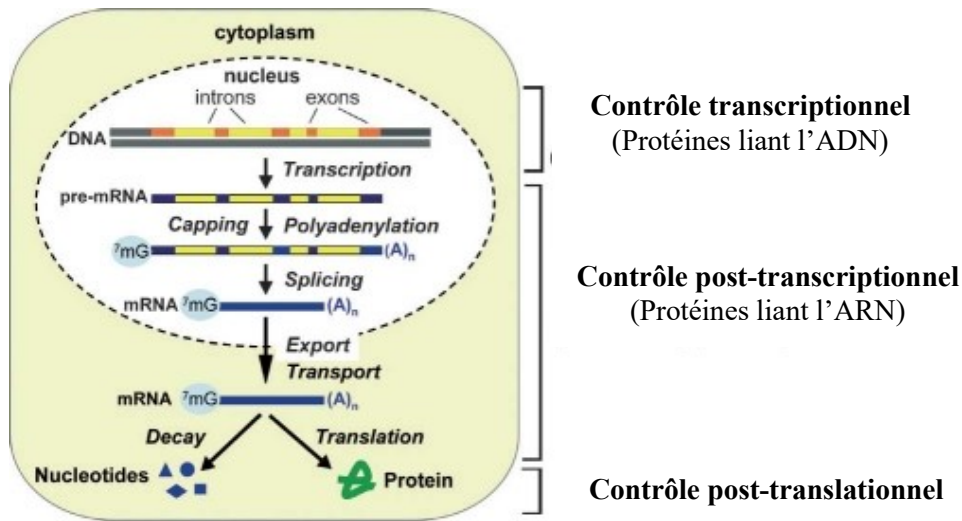 cytoplasm
nucleus
introns exons
DNA
Transcription
pre-mRNA
Capping Polyadenylation
⁷mG (A)ₙ
Splicing
mRNA ⁷mG (A)ₙ
Export
Transport
mRNA ⁷mG (A)ₙ
Decay Translation
Nucleotides Protein
Contrôle transcriptionnel
(Protéines liant l’ADN)
Contrôle post-transcriptionnel
(Protéines liant l’ARN)
Contrôle post-translationnel